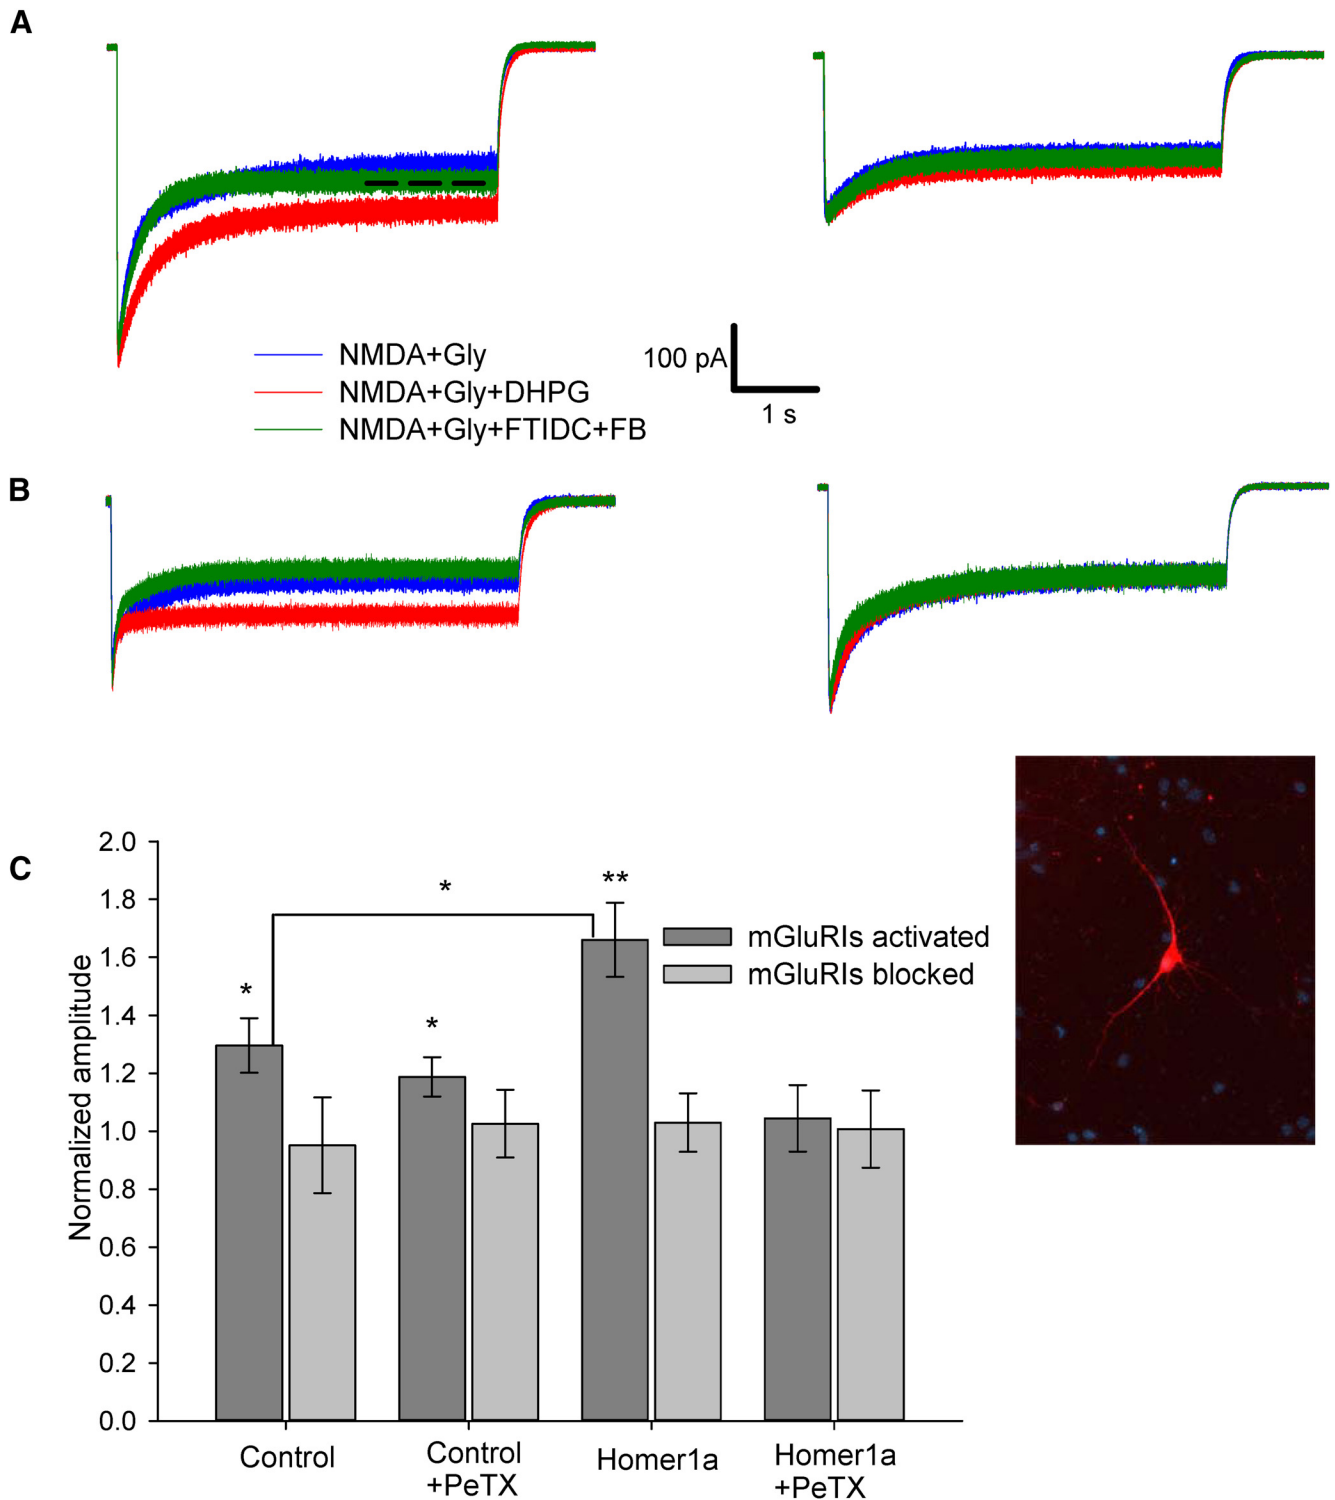 A
NMDA+Gly
NMDA+Gly+DHPG
NMDA+Gly+FTIDC+FB
100 pA
1 s
B
C
Normalized amplitude
2.0
1.8
1.6
1.4
1.2
1.0
0.8
0.6
0.4
0.2
0.0
*
*
*
**
mGluRIs activated
mGluRIs blocked
Control
Control
+PeTX
Homer1a
Homer1a
+PeTX